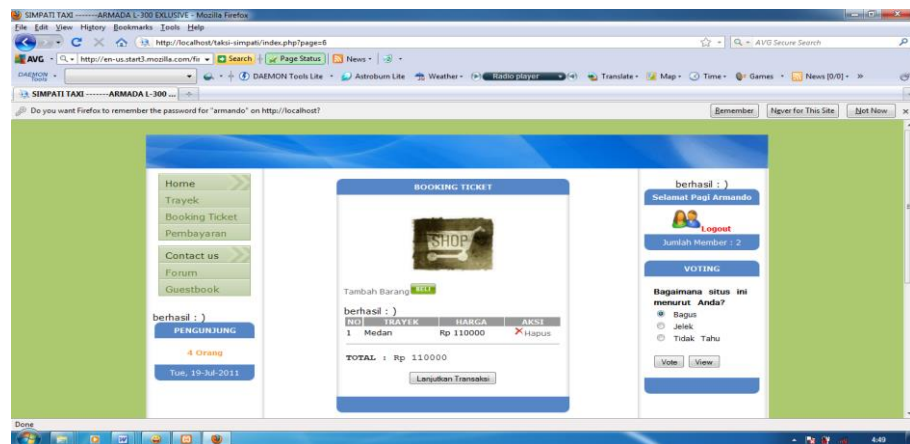 SIMPATI TAXI -------ARMADA L-300 EXLUSIVE - Mozilla Firefox
File Edit View History Bookmarks Tools Help
http://localhost/taksi-simpati/index.php?page=6
AVG Secure Search
AVG http://en-us.start3.mozilla.com/fir Search Page Status News
DAEMON Tools DAEMON Tools Lite Astroburn Lite Weather Radio player Translate Map Time Games News [0/0] »
SIMPATI TAXI -------ARMADA L-300 ...
Do you want Firefox to remember the password for "armando" on http://localhost? Remember Never for This Site Not Now
Home
Trayek
Booking Ticket
Pembayaran
Contact us
Forum
Guestbook
berhasil : )
PENGUNJUNG
4 Orang
Tue, 19-Jul-2011
BOOKING TICKET
SHOP
Tambah Barang BELI
berhasil : )
NO TRAYEK HARGA AKSI
1 Medan Rp 110000 Hapus
TOTAL : Rp 110000
Lanjutkan Transaksi
berhasil : )
Selamat Pagi Armando
Logout
Jumlah Member : 2
VOTING
Bagaimana situs ini
menurut Anda?
Bagus
Jelek
Tidak Tahu
Vote View
Done
4:49